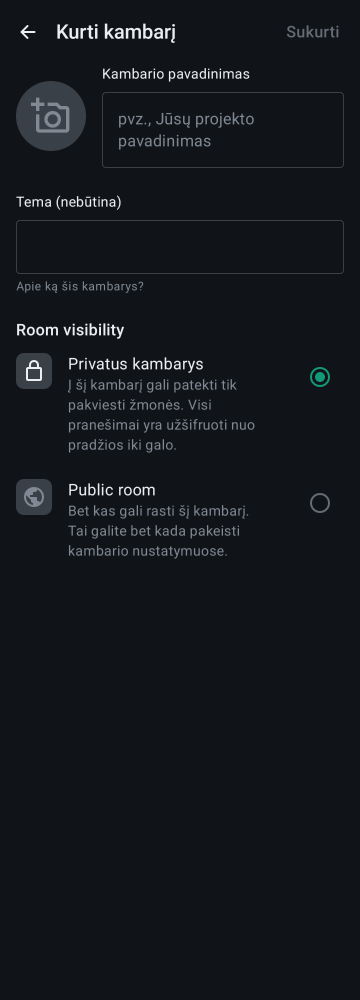 Kurti kambarį
Sukurti
Kambario pavadinimas
pvz., Jūsų projekto
pavadinimas
Tema (nebūtina)
Apie ką šis kambarys?
Room visibility
Privatus kambarys
Į šį kambarį gali patekti tik
pakviesti žmonės. Visi
pranešimai yra užšifruoti nuo
pradžios iki galo.
Public room
Bet kas gali rasti šį kambarį.
Tai galite bet kada pakeisti
kambario nustatymuose.